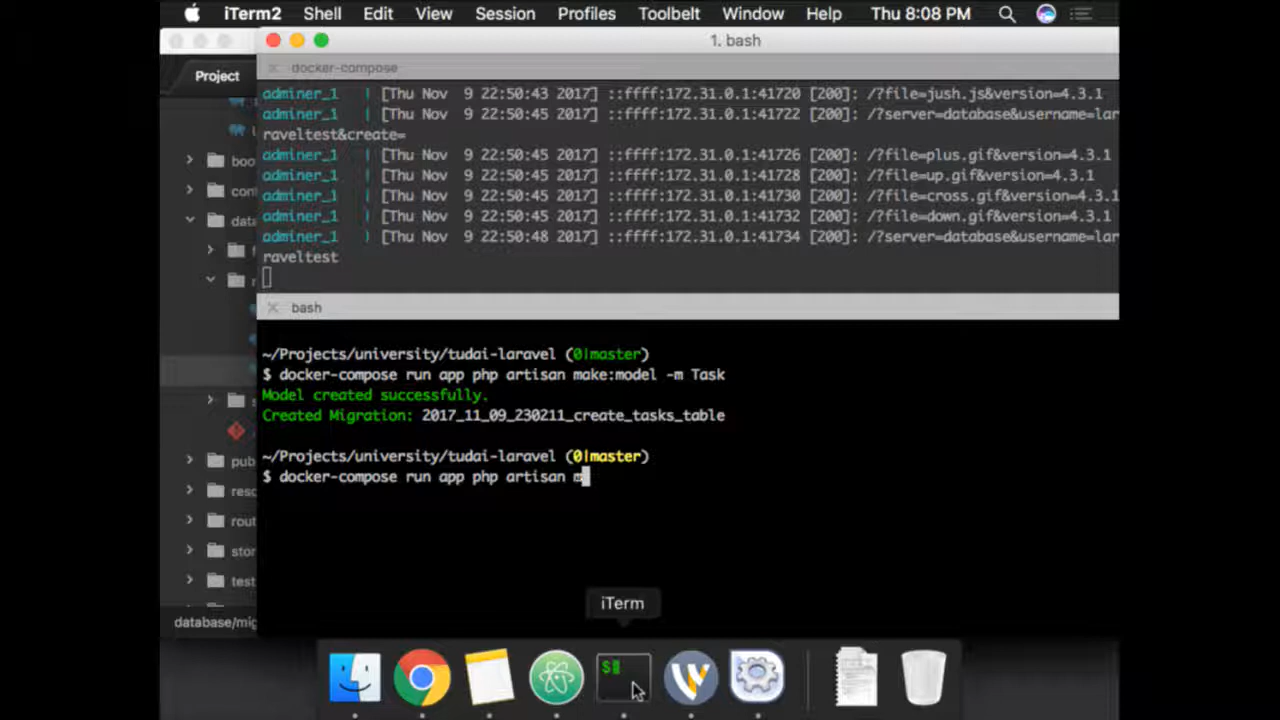 iTerm2 Shell Edit View Session Profiles Toolbelt Window Help Thu 8:08 PM
1. bash
Project
docker-compose
adminer_1 | [Thu Nov 9 22:50:43 2017] ::ffff:172.31.0.1:41720 [200]: /?file=jush.js&version=4.3.1
adminer_1 | [Thu Nov 9 22:50:43 2017] ::ffff:172.31.0.1:41722 [200]: /?server=database&username=lar
raveltest&create=
adminer_1 | [Thu Nov 9 22:50:45 2017] ::ffff:172.31.0.1:41726 [200]: /?file=plus.gif&version=4.3.1
adminer_1 | [Thu Nov 9 22:50:45 2017] ::ffff:172.31.0.1:41728 [200]: /?file=up.gif&version=4.3.1
adminer_1 | [Thu Nov 9 22:50:45 2017] ::ffff:172.31.0.1:41730 [200]: /?file=cross.gif&version=4.3.1
adminer_1 | [Thu Nov 9 22:50:45 2017] ::ffff:172.31.0.1:41732 [200]: /?file=down.gif&version=4.3.1
adminer_1 | [Thu Nov 9 22:50:48 2017] ::ffff:172.31.0.1:41734 [200]: /?server=database&username=lar
raveltest
boo
con
data
pub
reso
rout
stor
test
database/mig
bash
~/Projects/university/tudai-laravel (0|master)
$ docker-compose run app php artisan make:model -m Task
Model created successfully.
Created Migration: 2017_11_09_230211_create_tasks_table
~/Projects/university/tudai-laravel (0|master)
$ docker-compose run app php artisan m
iTerm